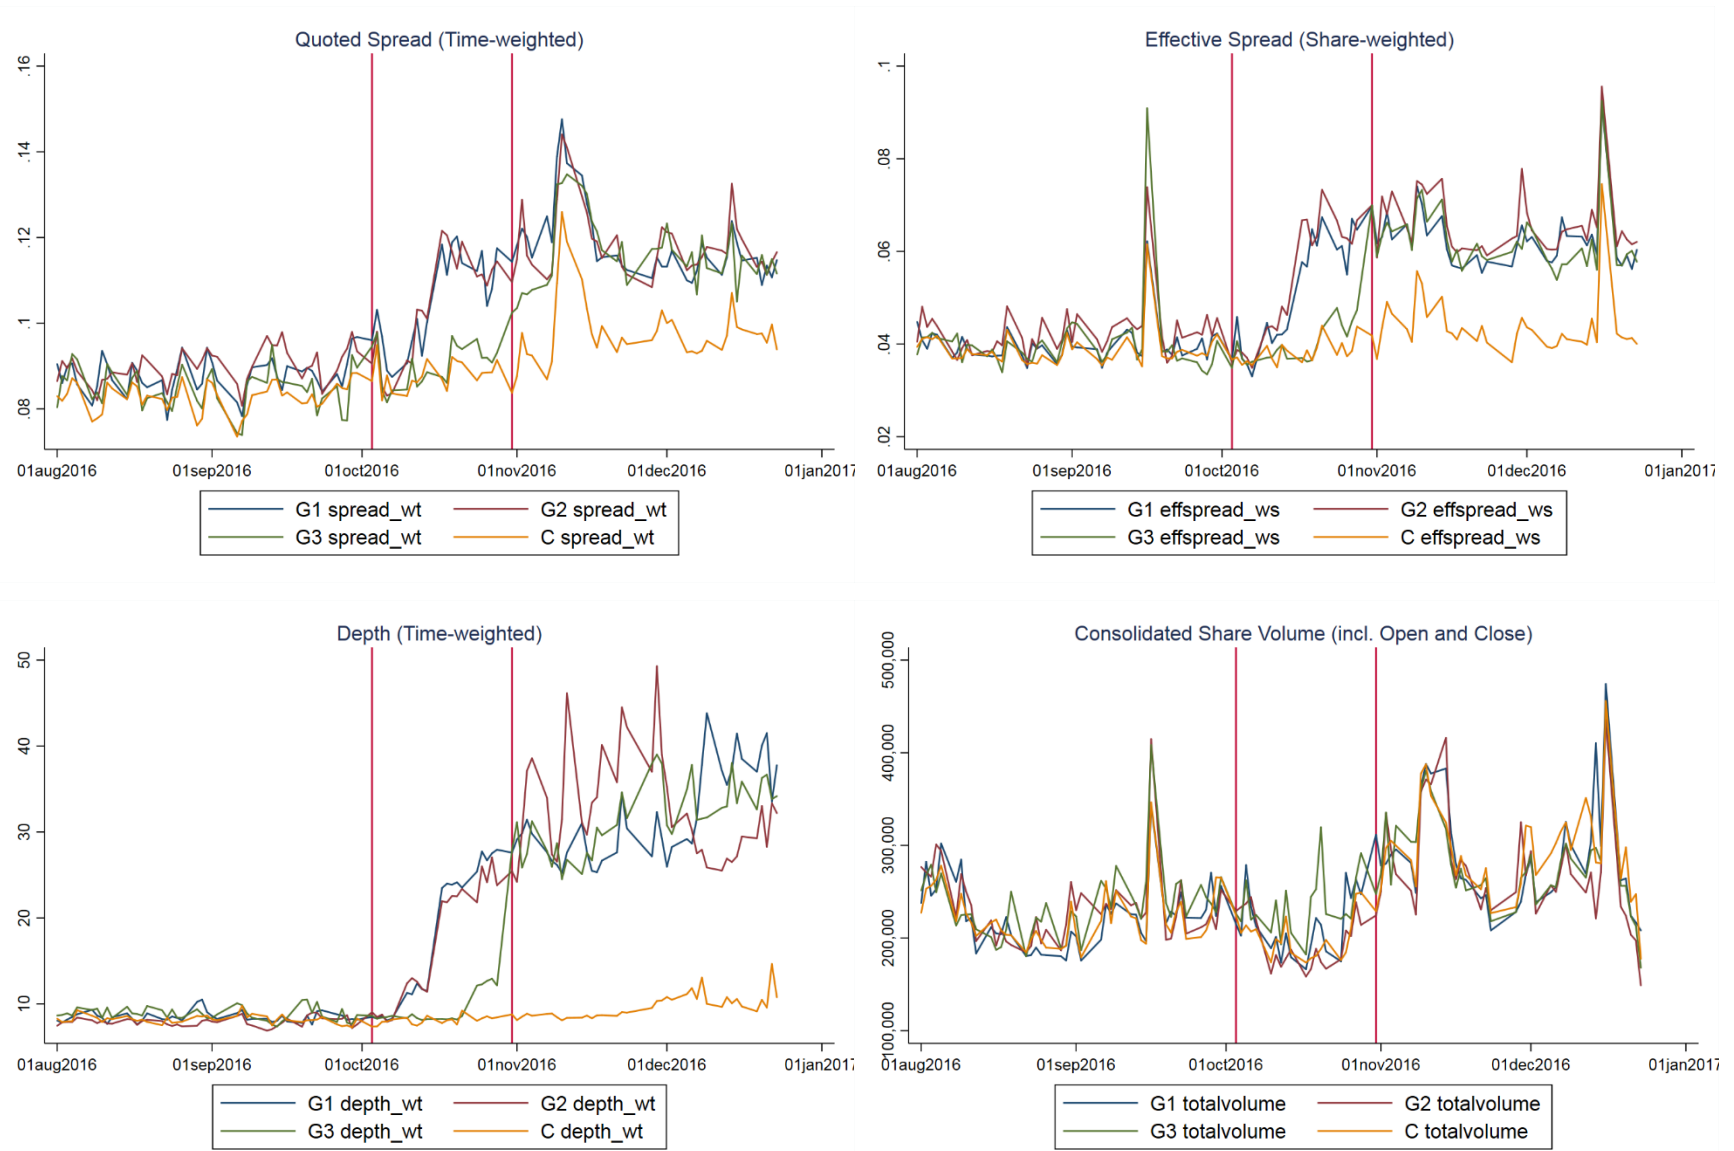 Quoted Spread (Time-weighted)
.16
.14
.12
.1
.08
01aug2016 01sep2016 01oct2016 01nov2016 01dec2016 01jan2017
G1 spread_wt G2 spread_wt
G3 spread_wt C spread_wt
Effective Spread (Share-weighted)
.1
.08
.06
.04
.02
01aug2016 01sep2016 01oct2016 01nov2016 01dec2016 01jan2017
G1 effspread_ws G2 effspread_ws
G3 effspread_ws C effspread_ws
Depth (Time-weighted)
50
40
30
20
10
01aug2016 01sep2016 01oct2016 01nov2016 01dec2016 01jan2017
G1 depth_wt G2 depth_wt
G3 depth_wt C depth_wt
Consolidated Share Volume (incl. Open and Close)
500,000
400,000
300,000
200,000
100,000
01aug2016 01sep2016 01oct2016 01nov2016 01dec2016 01jan2017
G1 totalvolume G2 totalvolume
G3 totalvolume C totalvolume